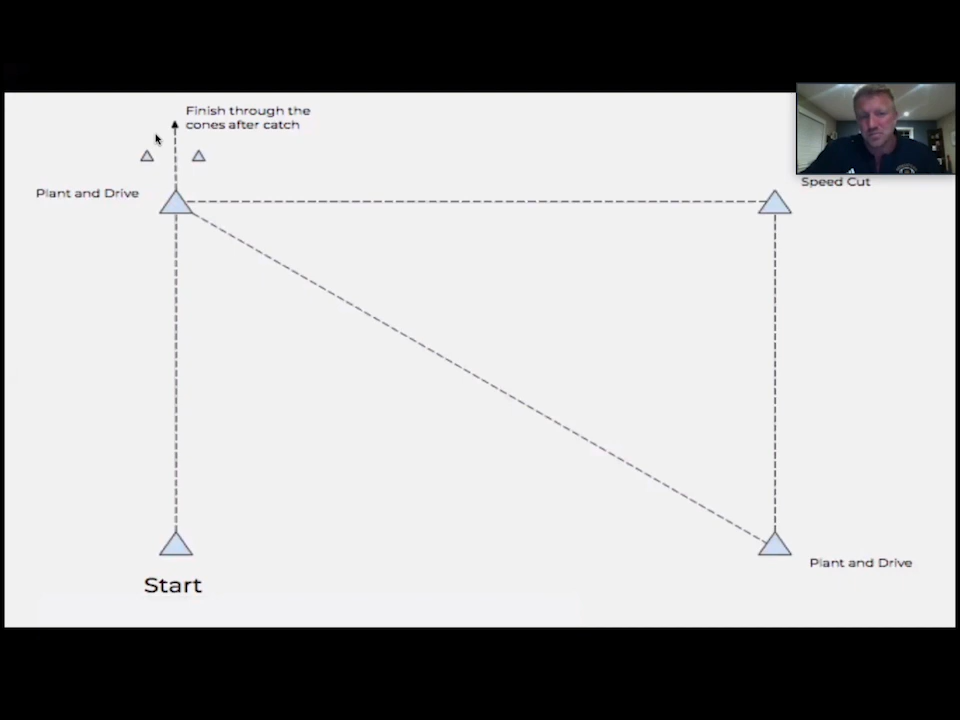 Finish through the
cones after catch
Plant and Drive
Speed Cut
Start
Plant and Drive